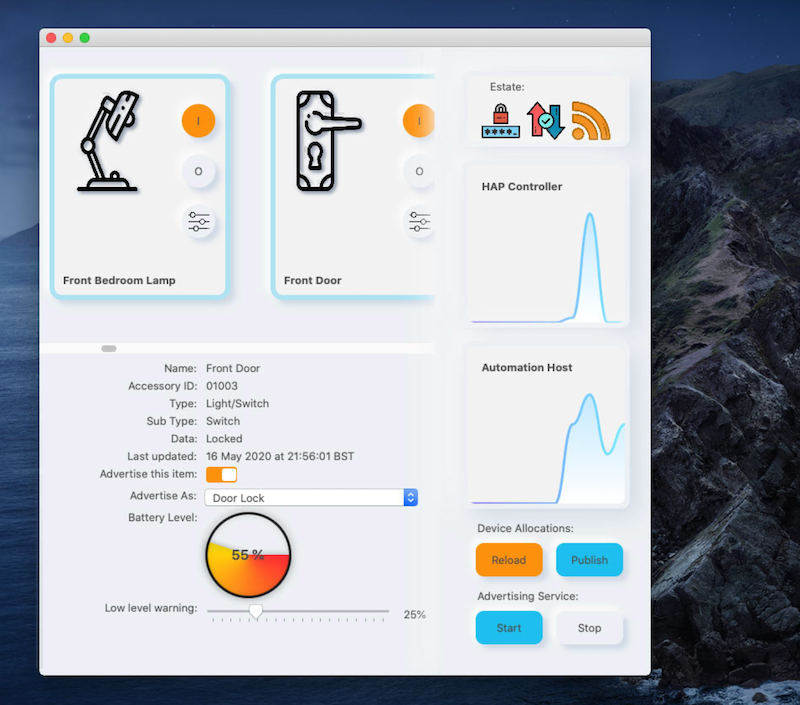 I
O
Front Bedroom Lamp
I
O
Front Door
Estate:
****
HAP Controller
Automation Host
Name: Front Door
Accessory ID: 01003
Type: Light/Switch
Sub Type: Switch
Data: Locked
Last updated: 16 May 2020 at 21:56:01 BST
Advertise this item:
Advertise As: Door Lock
Battery Level:
55 %
Low level warning: 25%
Device Allocations:
Reload Publish
Advertising Service:
Start Stop